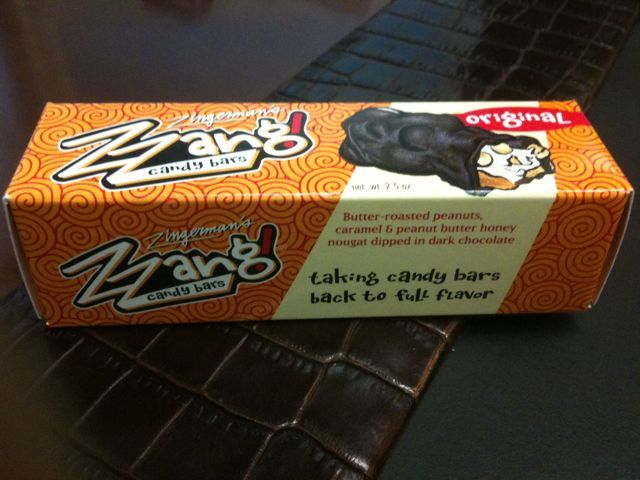 Zingerman's
ZZang!
candy bars
original
net. wt. 2.5 oz
Zingerman's
ZZang!
candy bars
Butter-roasted peanuts,
caramel & peanut butter honey
nougat dipped in dark chocolate
taking candy bars
back to full flavor